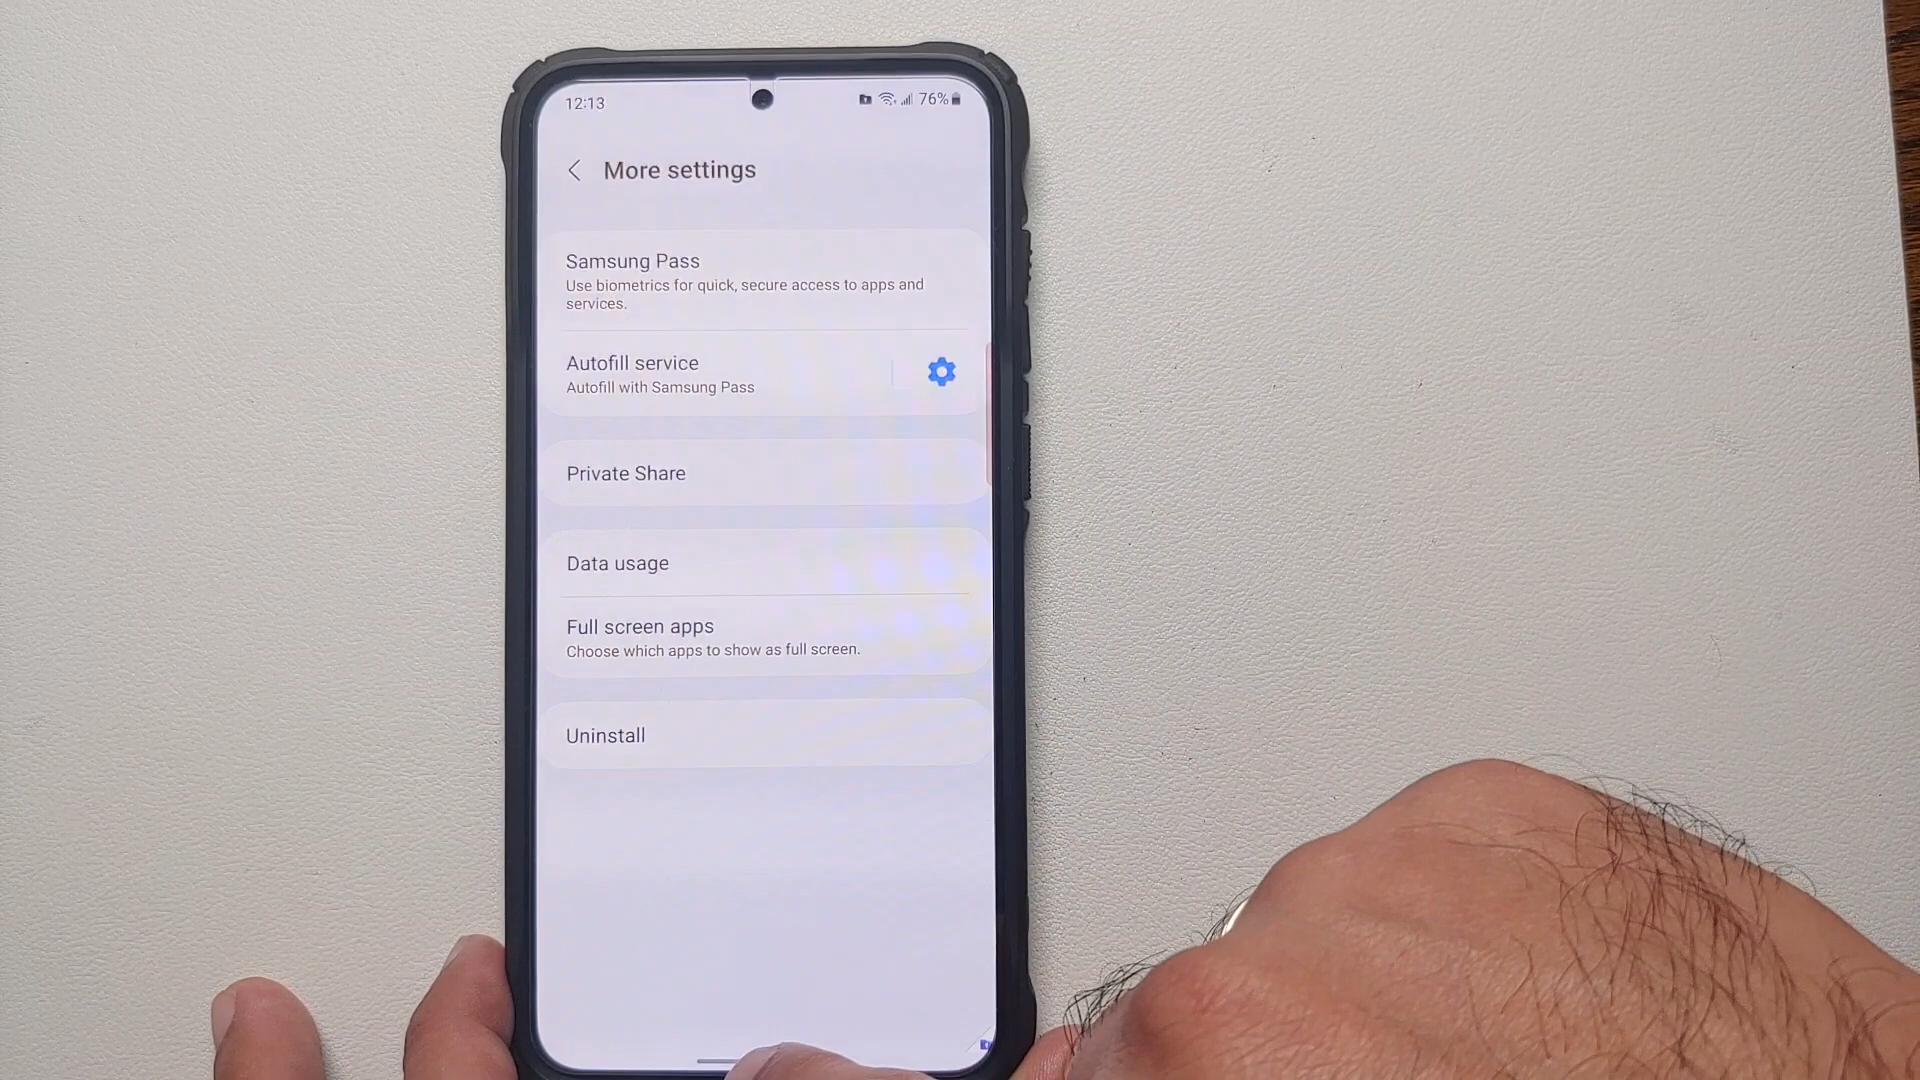 12:13
76%
More settings
Samsung Pass
Use biometrics for quick, secure access to apps and
services.
Autofill service
Autofill with Samsung Pass
Private Share
Data usage
Full screen apps
Choose which apps to show as full screen.
Uninstall